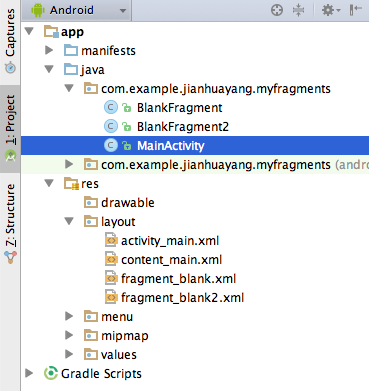 Android
app
manifests
java
com.example.jianhuayang.myfragments
BlankFragment
BlankFragment2
MainActivity
com.example.jianhuayang.myfragments (andro
res
drawable
layout
activity_main.xml
content_main.xml
fragment_blank.xml
fragment_blank2.xml
menu
mipmap
values
Gradle Scripts
Captures
1: Project
Z: Structure